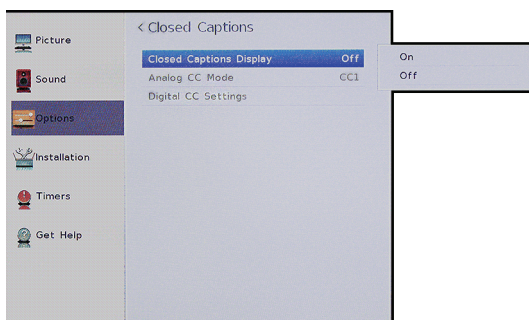 Picture
Sound
Options
Installation
Timers
Get Help
< Closed Captions
Closed Captions Display Off
Analog CC Mode CC1
Digital CC Settings
On
Off